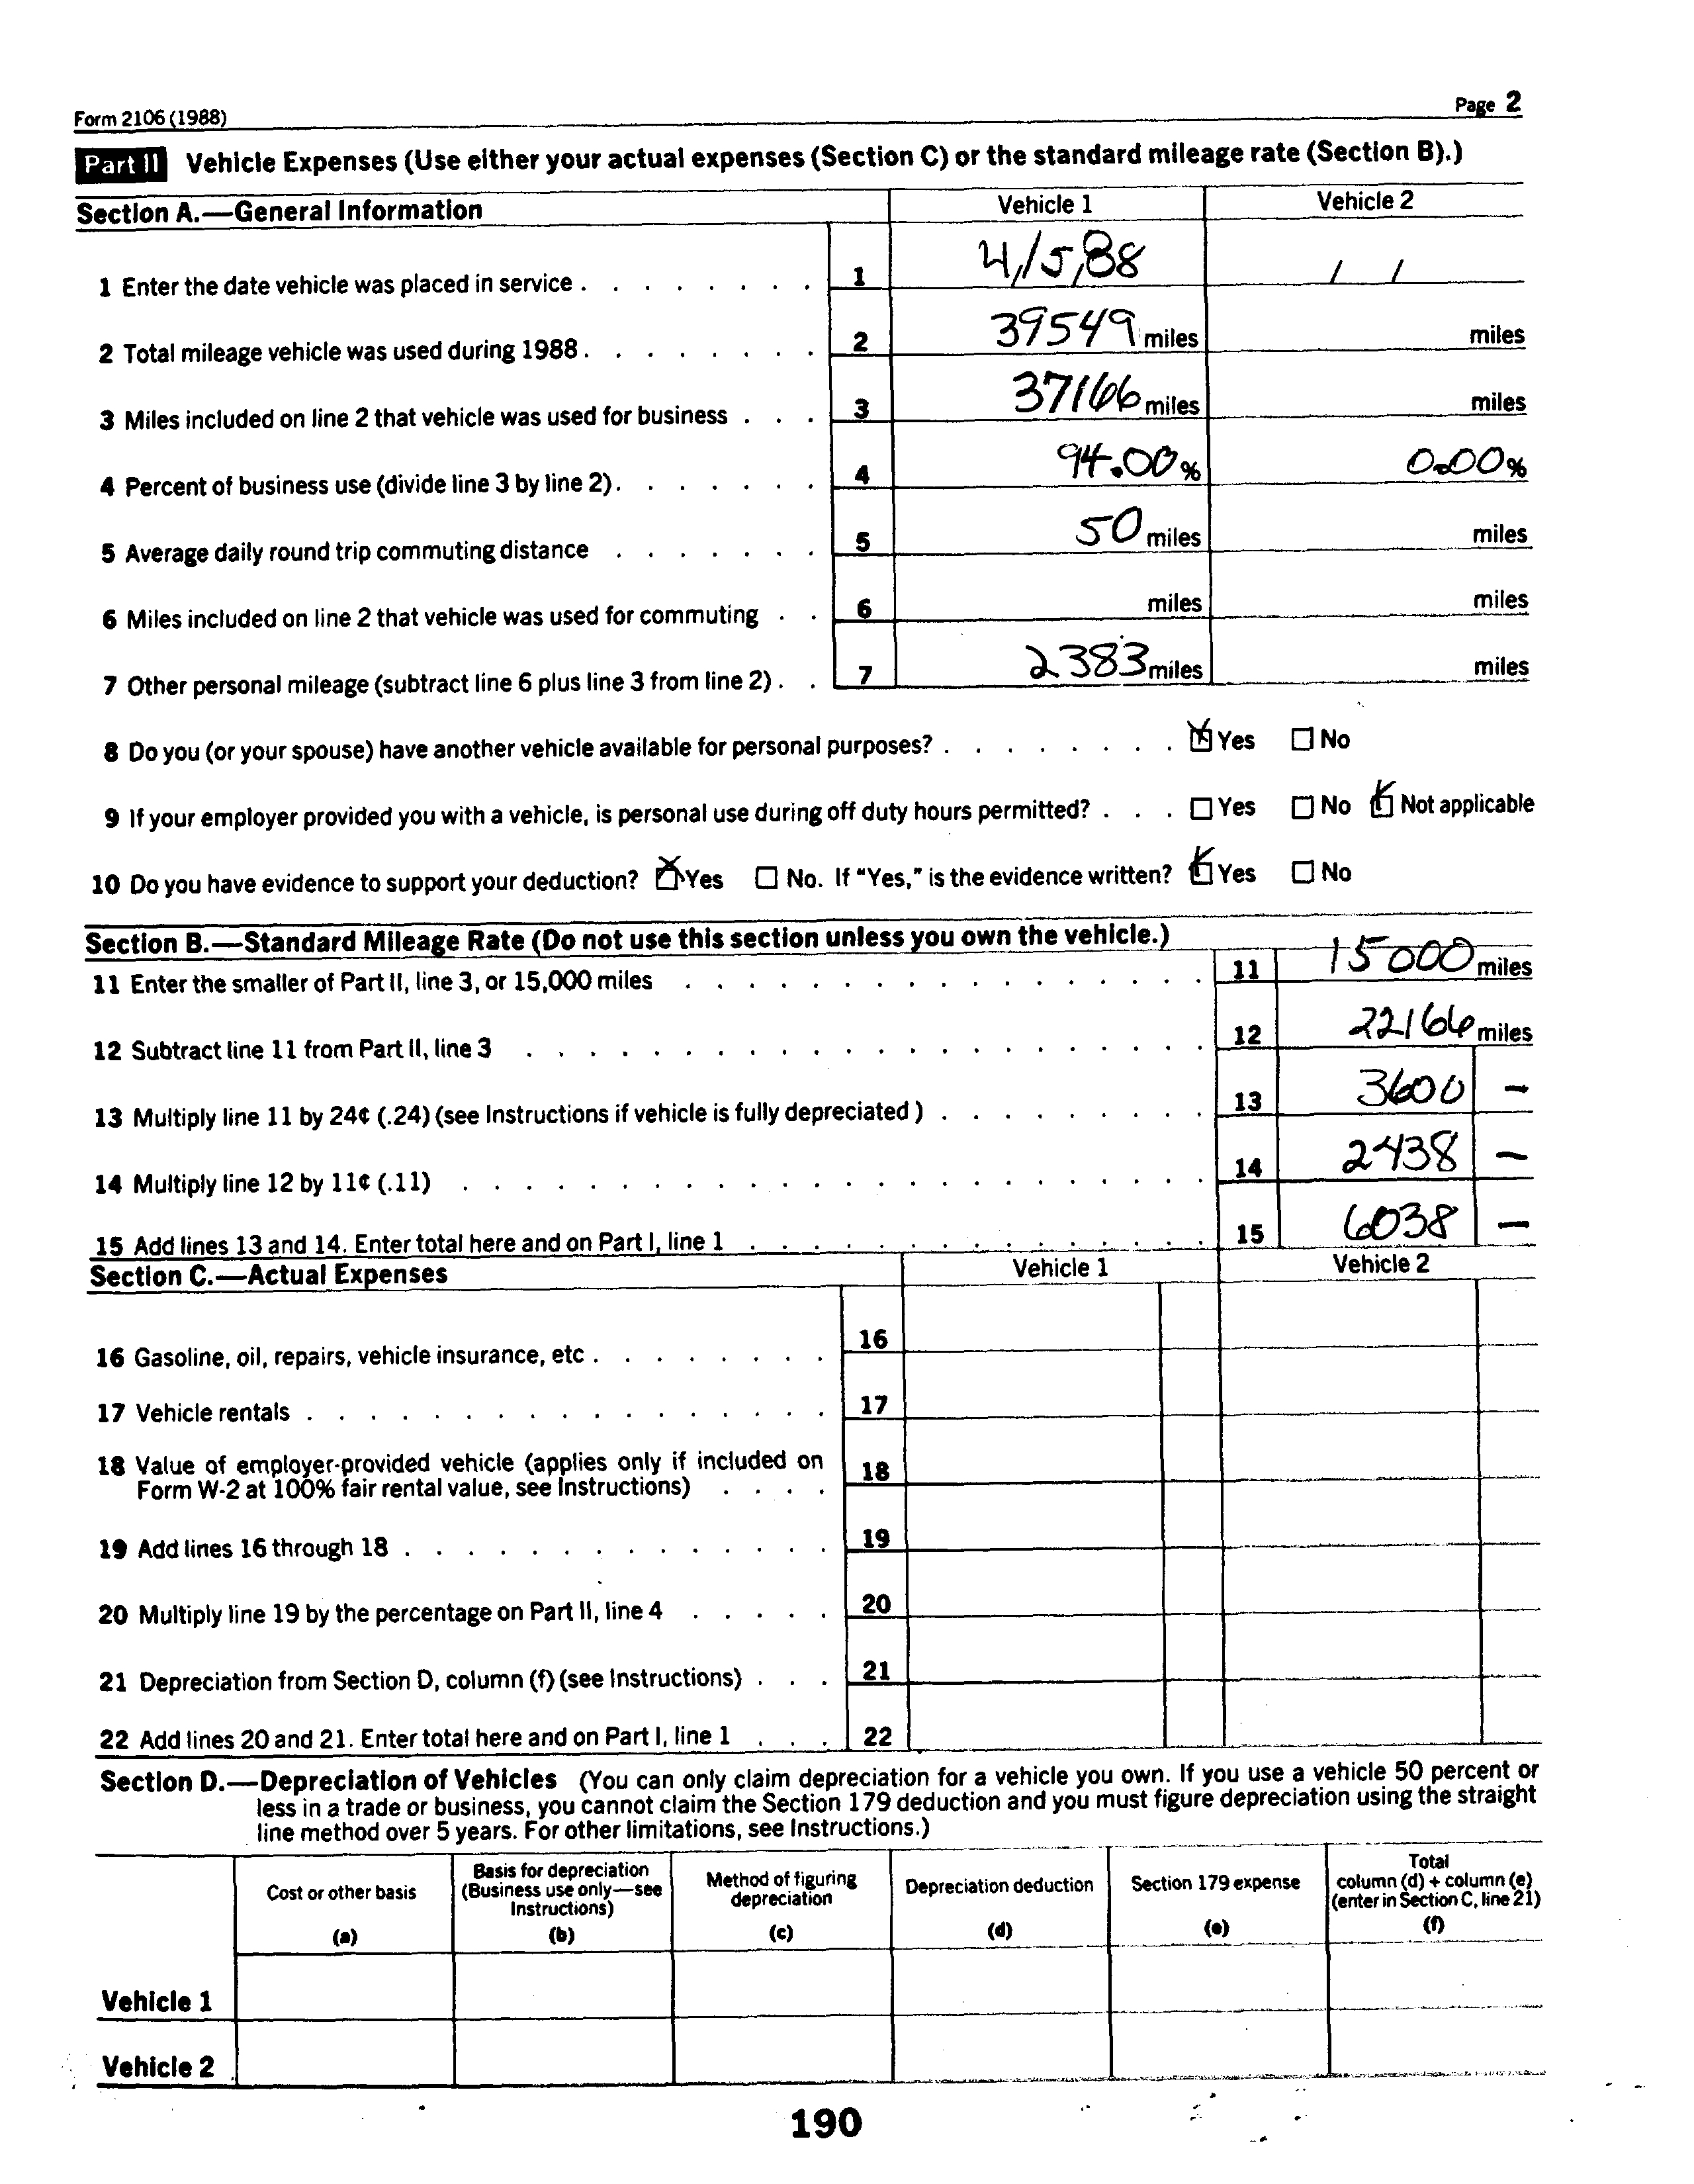 Form 2106 (1988)
Page 2
Part II Vehicle Expenses (Use either your actual expenses (Section C) or the standard mileage rate (Section B).)
Section A.—General Information
Vehicle 1
Vehicle 2
1 Enter the date vehicle was placed in service . . . . . . . . 1 4/15/88 / /
2 Total mileage vehicle was used during 1988 . . . . . . . . 2 39549 miles miles
3 Miles included on line 2 that vehicle was used for business . . . 3 37166 miles miles
4 Percent of business use (divide line 3 by line 2) . . . . . . . 4 94.00% 0.00%
5 Average daily round trip commuting distance . . . . . . . 5 50 miles miles
6 Miles included on line 2 that vehicle was used for commuting . . 6 miles miles
7 Other personal mileage (subtract line 6 plus line 3 from line 2) . . 7 2383 miles miles
8 Do you (or your spouse) have another vehicle available for personal purposes? . . . . . . . . Yes No
9 If your employer provided you with a vehicle, is personal use during off duty hours permitted? . . . Yes No Not applicable
10 Do you have evidence to support your deduction? Yes No. If "Yes," is the evidence written? Yes No
Section B.—Standard Mileage Rate (Do not use this section unless you own the vehicle.)
11 Enter the smaller of Part II, line 3, or 15,000 miles . . . . . . . . . . . . . . . . 11 15000 miles
12 Subtract line 11 from Part II, line 3 . . . . . . . . . . . . . . . . . . . . . 12 22166 miles
13 Multiply line 11 by 24¢ (.24) (see Instructions if vehicle is fully depreciated ) . . . . . . . . . 13 3600 –
14 Multiply line 12 by 11¢ (.11) . . . . . . . . . . . . . . . . . . . . . . . 14 2438 –
15 Add lines 13 and 14. Enter total here and on Part I, line 1 . . . . . . . . . . . . . . . 15 6038 –
Section C.—Actual Expenses
Vehicle 1
Vehicle 2
16 Gasoline, oil, repairs, vehicle insurance, etc . . . . . . . . 16
17 Vehicle rentals . . . . . . . . . . . . . . . . . 17
18 Value of employer-provided vehicle (applies only if included on
Form W-2 at 100% fair rental value, see Instructions) . . . . 18
19 Add lines 16 through 18 . . . . . . . . . . . . . . 19
20 Multiply line 19 by the percentage on Part II, line 4 . . . . . 20
21 Depreciation from Section D, column (f) (see Instructions) . . . 21
22 Add lines 20 and 21. Enter total here and on Part I, line 1 . . . 22
Section D.—Depreciation of Vehicles (You can only claim depreciation for a vehicle you own. If you use a vehicle 50 percent or
less in a trade or business, you cannot claim the Section 179 deduction and you must figure depreciation using the straight
line method over 5 years. For other limitations, see Instructions.)
Cost or other basis
(a)
Basis for depreciation
(Business use only—see
Instructions)
(b)
Method of figuring
depreciation
(c)
Depreciation deduction
(d)
Section 179 expense
(e)
Total
column (d) + column (e)
(enter in Section C, line 21)
(f)
Vehicle 1
Vehicle 2
190